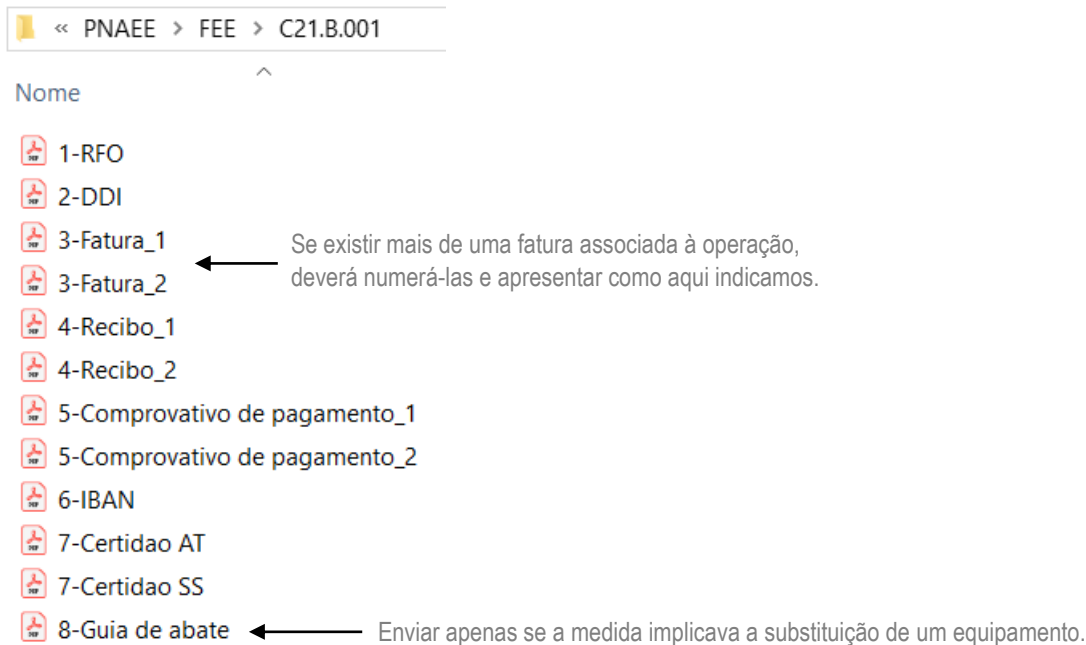 « PNAEE > FEE > C21.B.001
Nome
1-RFO
2-DDI
3-Fatura_1
Se existir mais de uma fatura associada à operação,
deverá numerá-las e apresentar como aqui indicamos.
3-Fatura_2
4-Recibo_1
4-Recibo_2
5-Comprovativo de pagamento_1
5-Comprovativo de pagamento_2
6-IBAN
7-Certidao AT
7-Certidao SS
8-Guia de abate
Enviar apenas se a medida implicava a substituição de um equipamento.